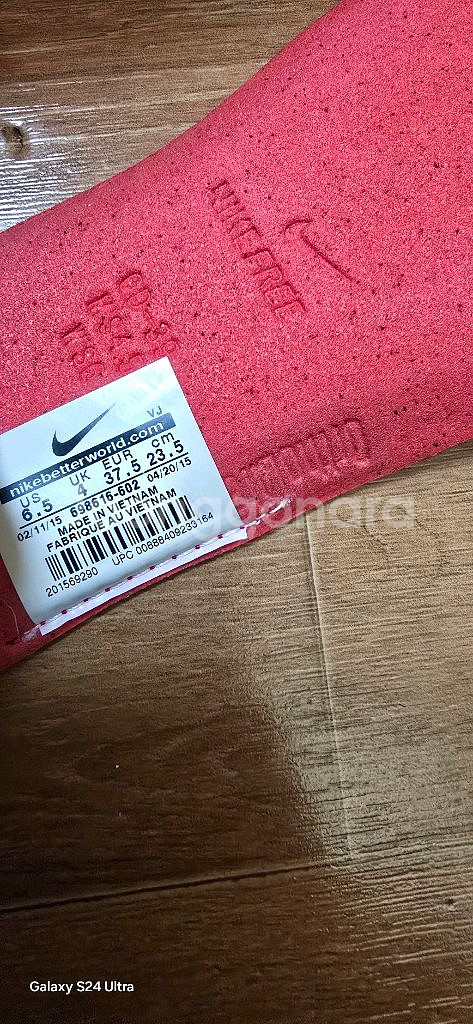 NIKE FREE
VJ
nikebetterworld.com
US UK EUR cm
6.5 4 37.5 23.5
02/11/15 698616-602 04/20/15
MADE IN VIETNAM
FABRIQUE AU VIETNAM
201569290 UPC 00888409233164
Galaxy S24 Ultra